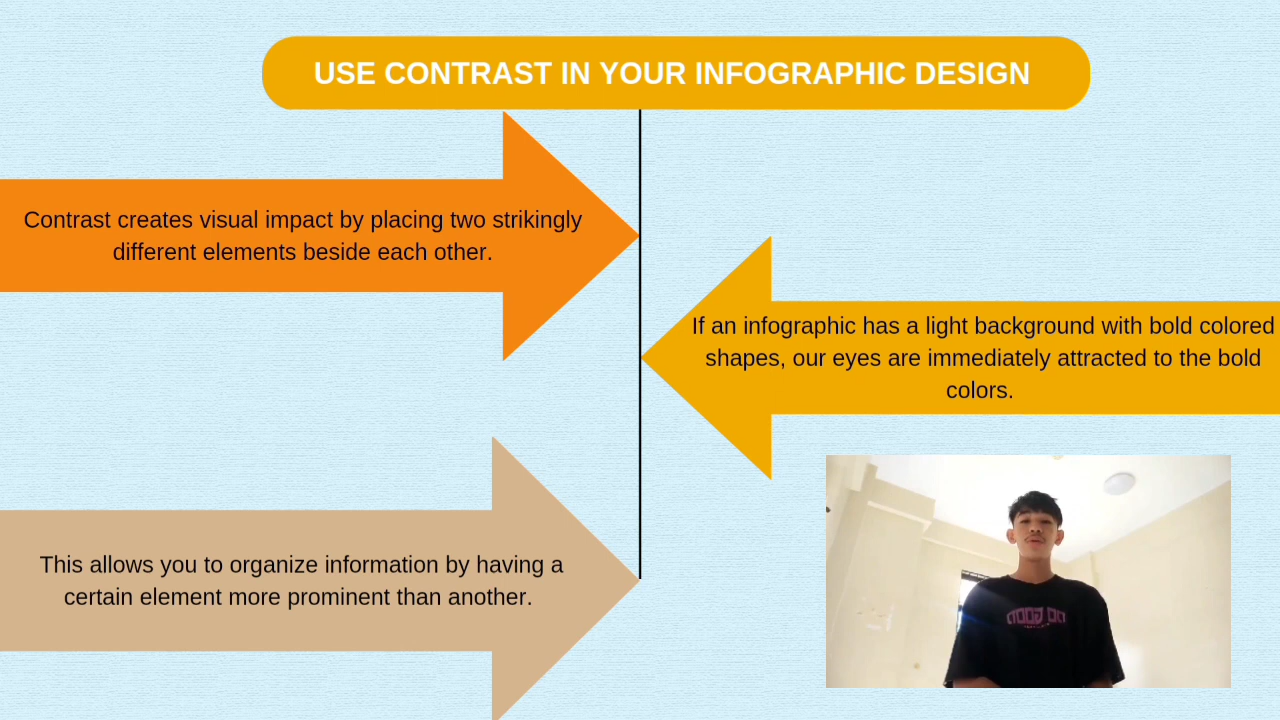 USE CONTRAST IN YOUR INFOGRAPHIC DESIGN
Contrast creates visual impact by placing two strikingly
different elements beside each other.
If an infographic has a light background with bold colored
shapes, our eyes are immediately attracted to the bold
colors.
This allows you to organize information by having a
certain element more prominent than another.